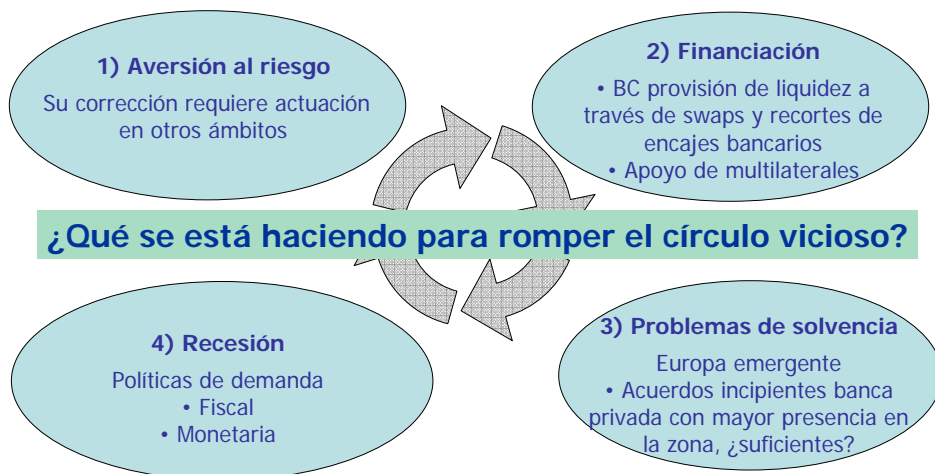 1) Aversión al riesgo
Su corrección requiere actuación
en otros ámbitos
2) Financiación
• BC provisión de liquidez a
través de swaps y recortes de
encajes bancarios
• Apoyo de multilaterales
¿Qué se está haciendo para romper el círculo vicioso?
4) Recesión
Políticas de demanda
• Fiscal
• Monetaria
3) Problemas de solvencia
Europa emergente
• Acuerdos incipientes banca
privada con mayor presencia en
la zona, ¿suficientes?